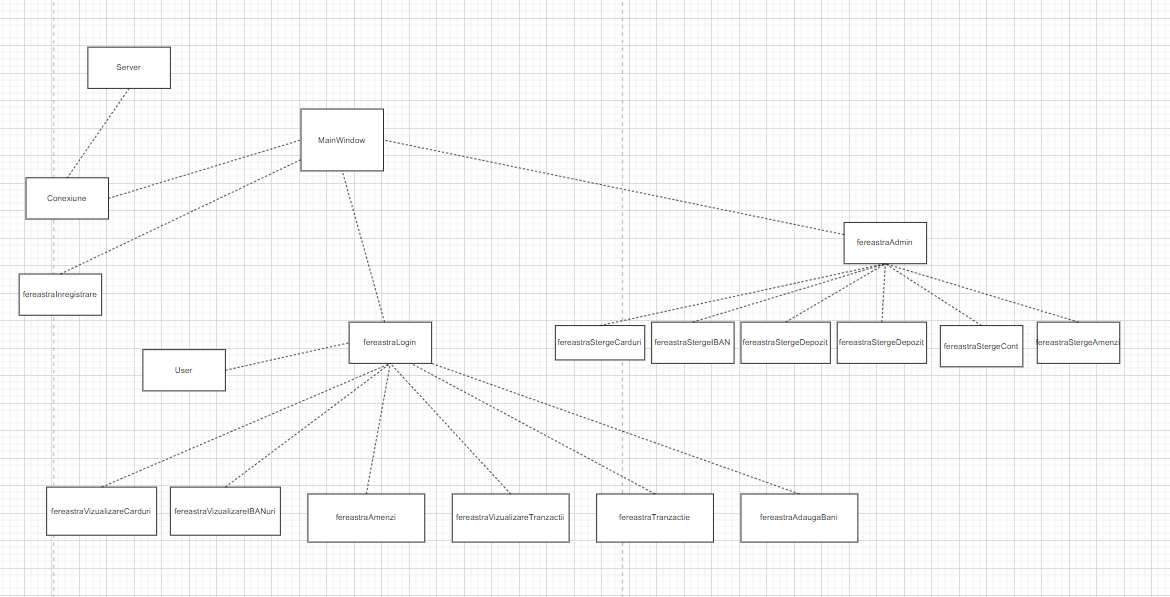 Server
MainWindow
Conexiune
fereastraAdmin
fereastraInregistrare
fereastraLogin
fereastraStergeCarduri
fereastraStergeIBAN
fereastraStergeDepozit
fereastraStergeDepozit
fereastraStergeCont
fereastraStergeAmenzi
User
fereastraVizualizareCarduri
fereastraVizualizareIBANuri
fereastraAmenzi
fereastraVizualizareTranzactii
fereastraTranzactie
fereastraAdaugaBani